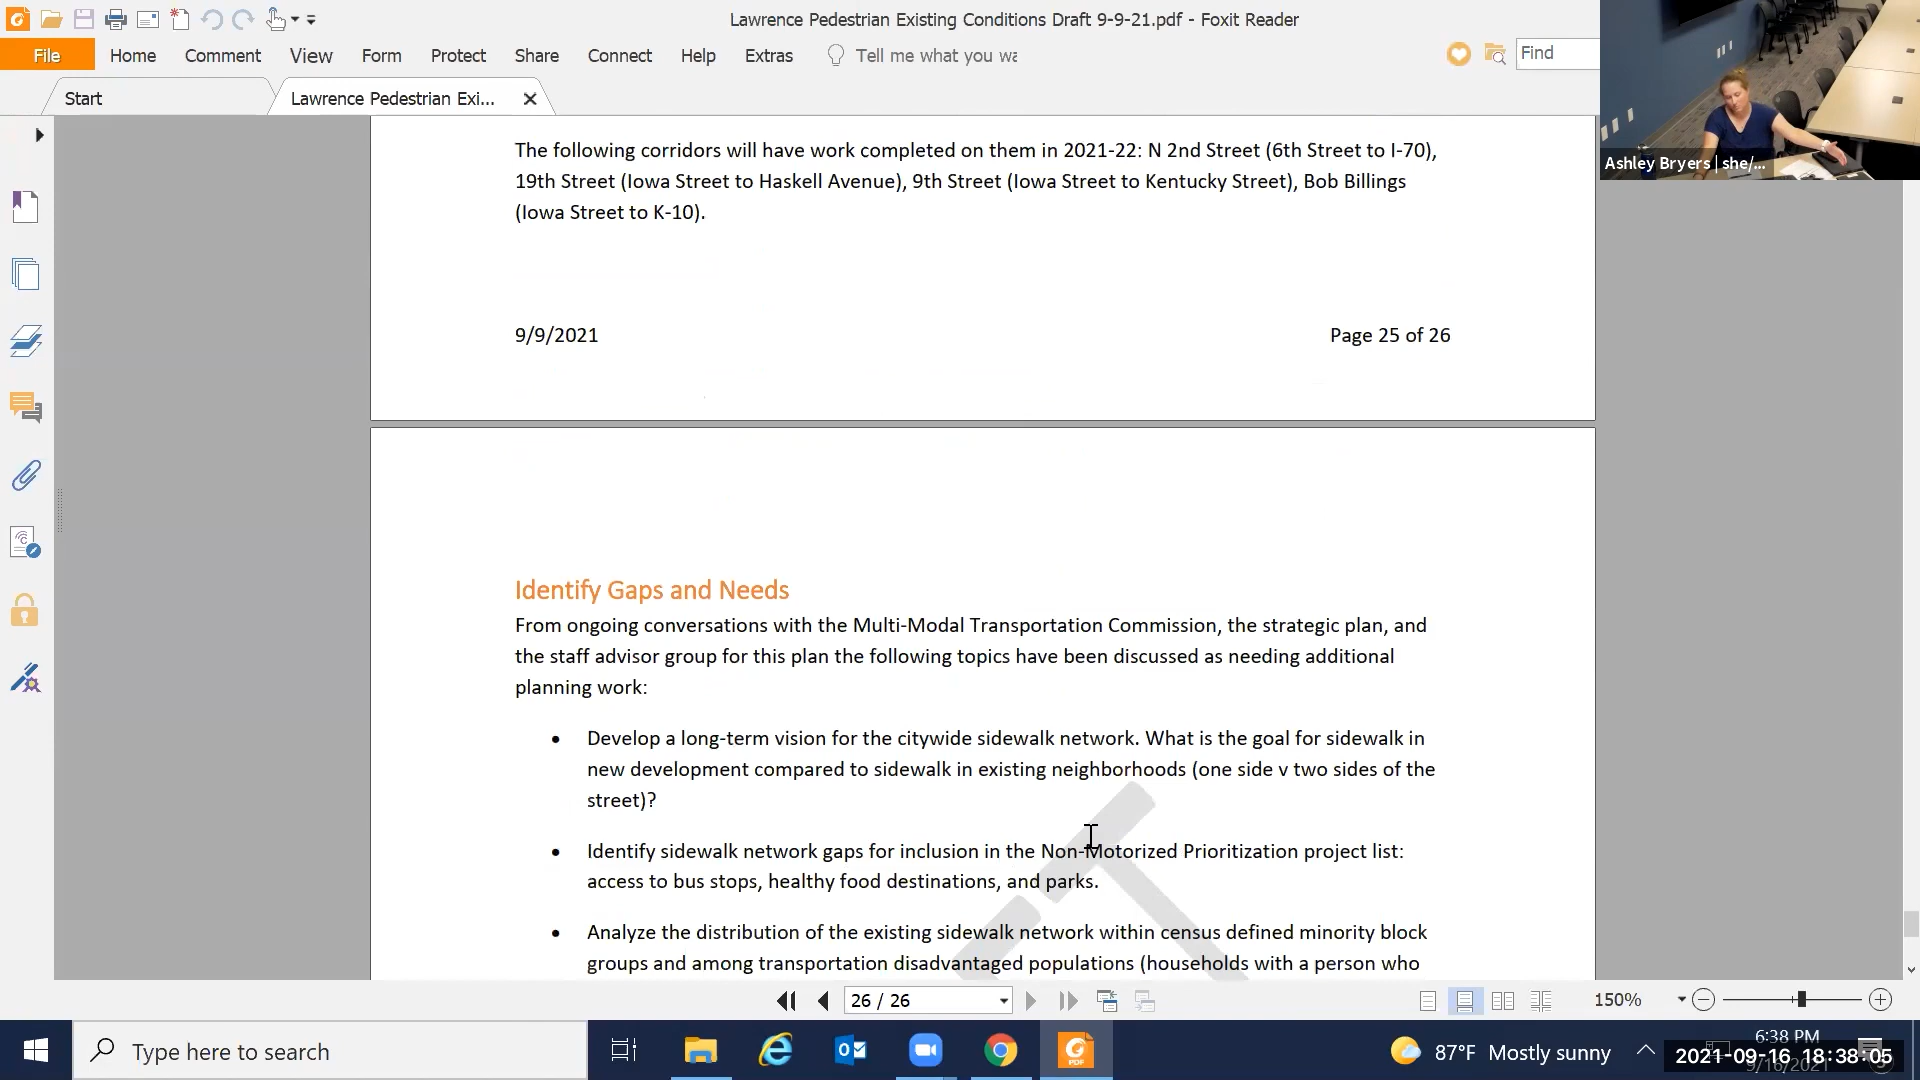 Lawrence Pedestrian Existing Conditions Draft 9-9-21.pdf - Foxit Reader
File Home Comment View Form Protect Share Connect Help Extras Tell me what you wa Find
Start Lawrence Pedestrian Exi...
Ashley Bryers | she/...
The following corridors will have work completed on them in 2021-22: N 2nd Street (6th Street to I-70),
19th Street (Iowa Street to Haskell Avenue), 9th Street (Iowa Street to Kentucky Street), Bob Billings
(Iowa Street to K-10).
9/9/2021 Page 25 of 26
Identify Gaps and Needs
From ongoing conversations with the Multi-Modal Transportation Commission, the strategic plan, and
the staff advisor group for this plan the following topics have been discussed as needing additional
planning work:
• Develop a long-term vision for the citywide sidewalk network. What is the goal for sidewalk in
new development compared to sidewalk in existing neighborhoods (one side v two sides of the
street)?
• Identify sidewalk network gaps for inclusion in the Non-Motorized Prioritization project list:
access to bus stops, healthy food destinations, and parks.
• Analyze the distribution of the existing sidewalk network within census defined minority block
groups and among transportation disadvantaged populations (households with a person who
26 / 26 150%
Type here to search 87°F Mostly sunny 6:38 PM
2021-09-16 18:38:05